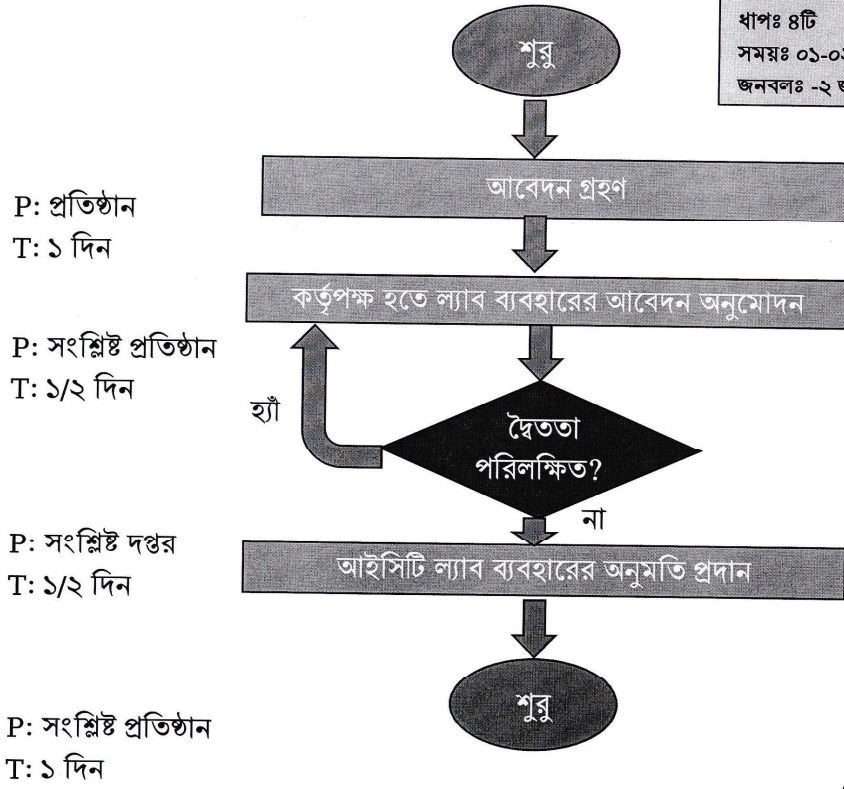 ধাপঃ ৪টি
সময়ঃ ০১-০২
জনবলঃ -২
শুরু
আবেদন গ্রহণ
P: প্রতিষ্ঠান
T: ১ দিন
কর্তৃপক্ষ হতে ল্যাব ব্যবহারের আবেদন অনুমোদন
P: সংশ্লিষ্ট প্রতিষ্ঠান
T: ১/২ দিন
হ্যাঁ
দ্বৈততা
পরিলক্ষিত?
না
P: সংশ্লিষ্ট দপ্তর
T: ১/২ দিন
আইসিটি ল্যাব ব্যবহারের অনুমতি প্রদান
শুরু
P: সংশ্লিষ্ট প্রতিষ্ঠান
T: ১ দিন